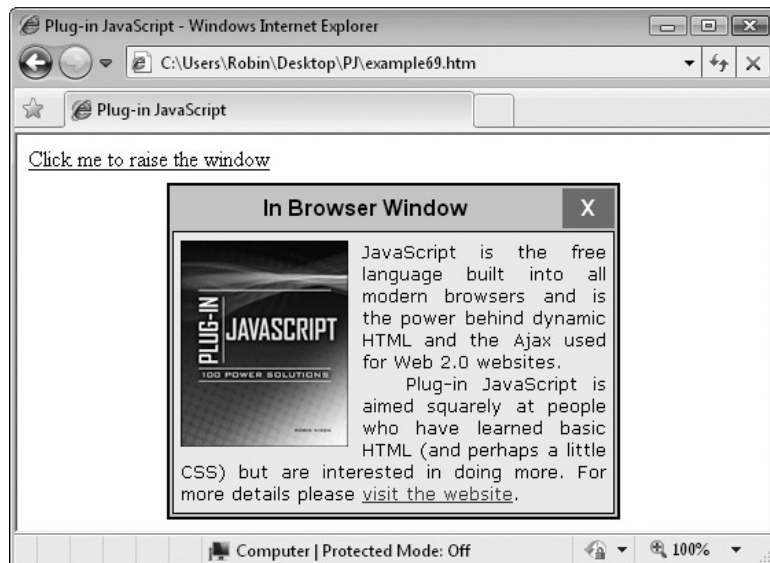 Plug-in JavaScript - Windows Internet Explorer
C:\Users\Robin\Desktop\PJ\example69.htm
Plug-in JavaScript
Click me to raise the window
In Browser Window
X
PLUG-IN
JAVASCRIPT
100 POWER SOLUTIONS
ROBIN NIXON
JavaScript is the free
language built into all
modern browsers and is
the power behind dynamic
HTML and the Ajax used
for Web 2.0 websites.
Plug-in JavaScript is
aimed squarely at people
who have learned basic
HTML (and perhaps a little
CSS) but are interested in doing more. For
more details please visit the website.
Computer | Protected Mode: Off
100%